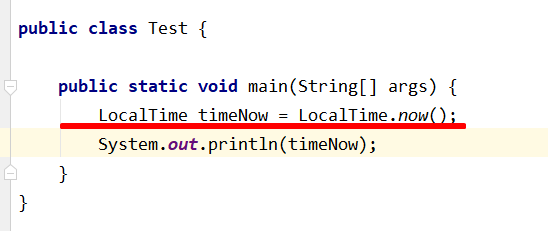 public class Test {
public static void main(String[] args) {
LocalTime timeNow = LocalTime.now();
System.out.println(timeNow);
}
}